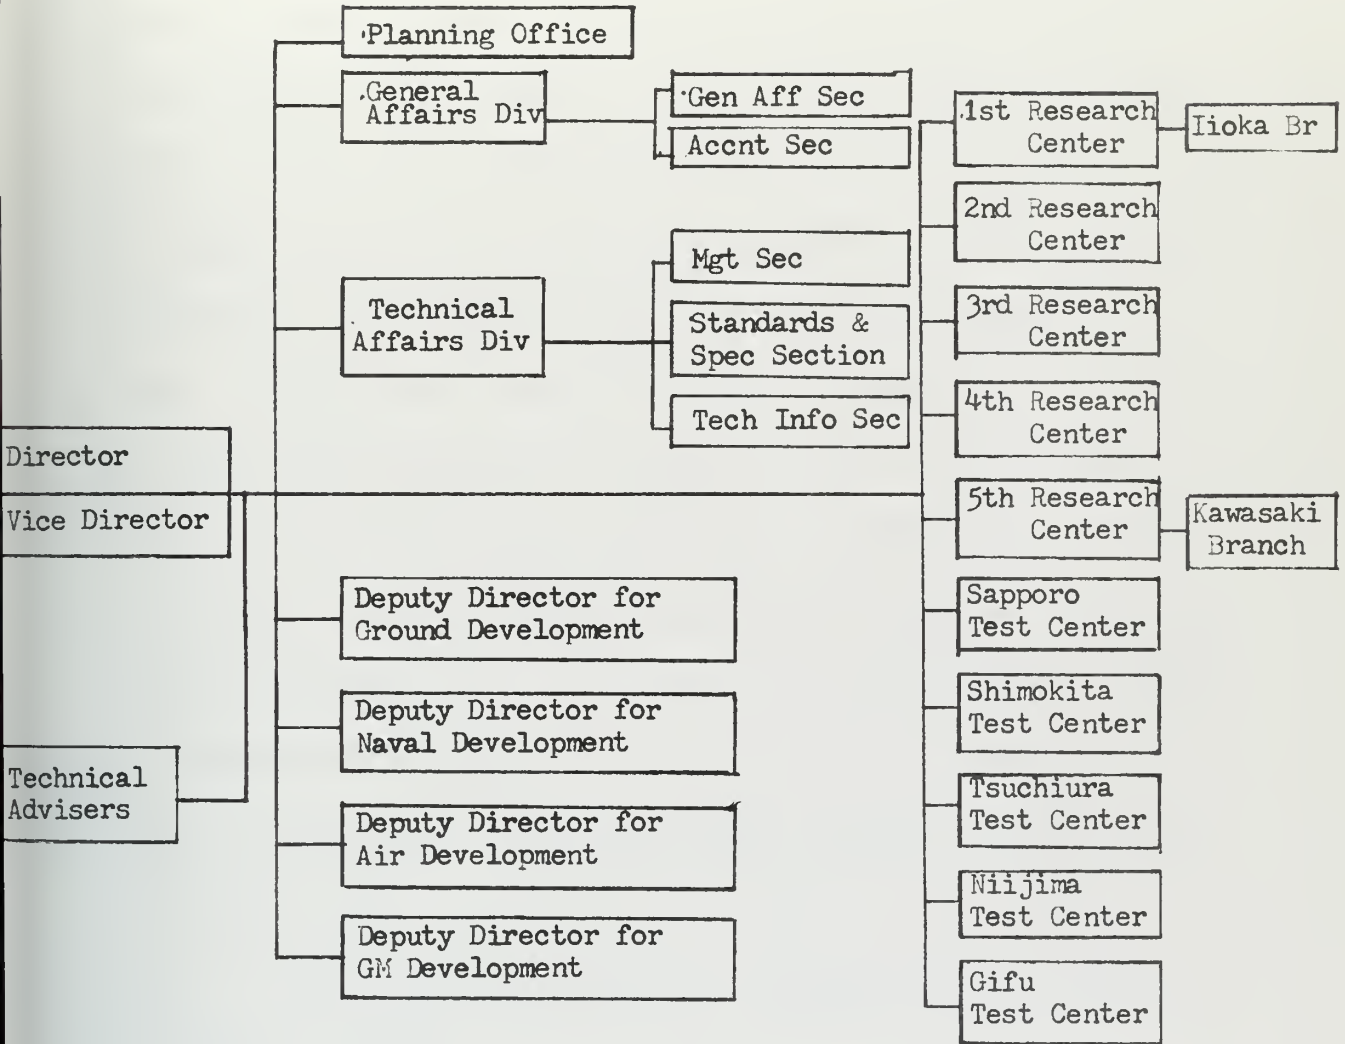 Planning Office
General
Affairs Div
Gen Aff Sec
Accnt Sec
Technical
Affairs Div
Mgt Sec
Standards &
Spec Section
Tech Info Sec
Director
Vice Director
Technical
Advisers
Deputy Director for
Ground Development
Deputy Director for
Naval Development
Deputy Director for
Air Development
Deputy Director for
GM Development
1st Research
Center
Iioka Br
2nd Research
Center
3rd Research
Center
4th Research
Center
5th Research
Center
Kawasaki
Branch
Sapporo
Test Center
Shimokita
Test Center
Tsuchiura
Test Center
Niijima
Test Center
Gifu
Test Center